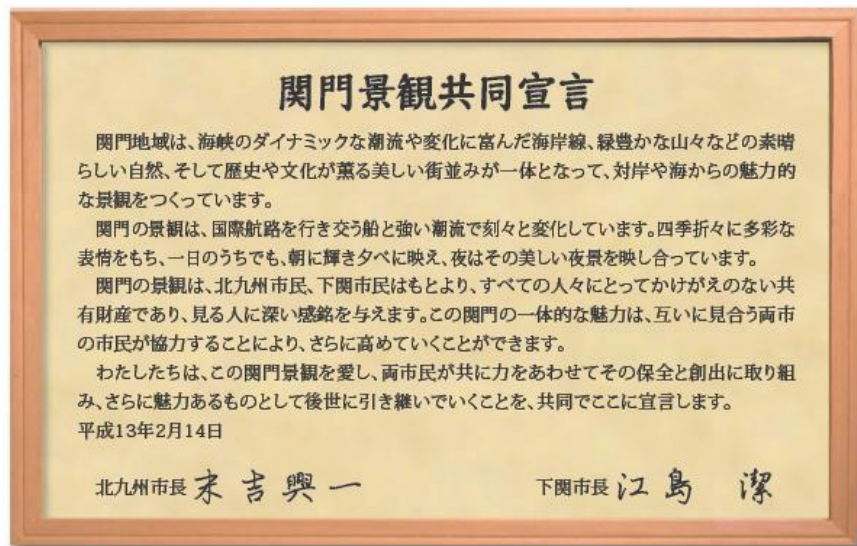 関門景観共同宣言
関門地域は、海峡のダイナミックな潮流や変化に富んだ海岸線、緑豊かな山々などの素晴
らしい自然、そして歴史や文化が薫る美しい街並みが一体となって、対岸や海からの魅力的
な景観をつくっています。
関門の景観は、国際航路を行き交う船と強い潮流で刻々と変化しています。四季折々に多彩な
表情をもち、一日のうちでも、朝に輝き夕べに映え、夜はその美しい夜景を映し合っています。
関門の景観は、北九州市民、下関市民はもとより、すべての人々にとってかけがえのない共
有財産であり、見る人に深い感銘を与えます。この関門の一体的な魅力は、互いに見合う両市
の市民が協力することにより、さらに高めていくことができます。
わたしたちは、この関門景観を愛し、両市民が共に力をあわせてその保全と創出に取り組
み、さらに魅力あるものとして後世に引き継いでいくことを、共同でここに宣言します。
平成13年2月14日
北九州市長 末吉興一 下関市長 江島 潔